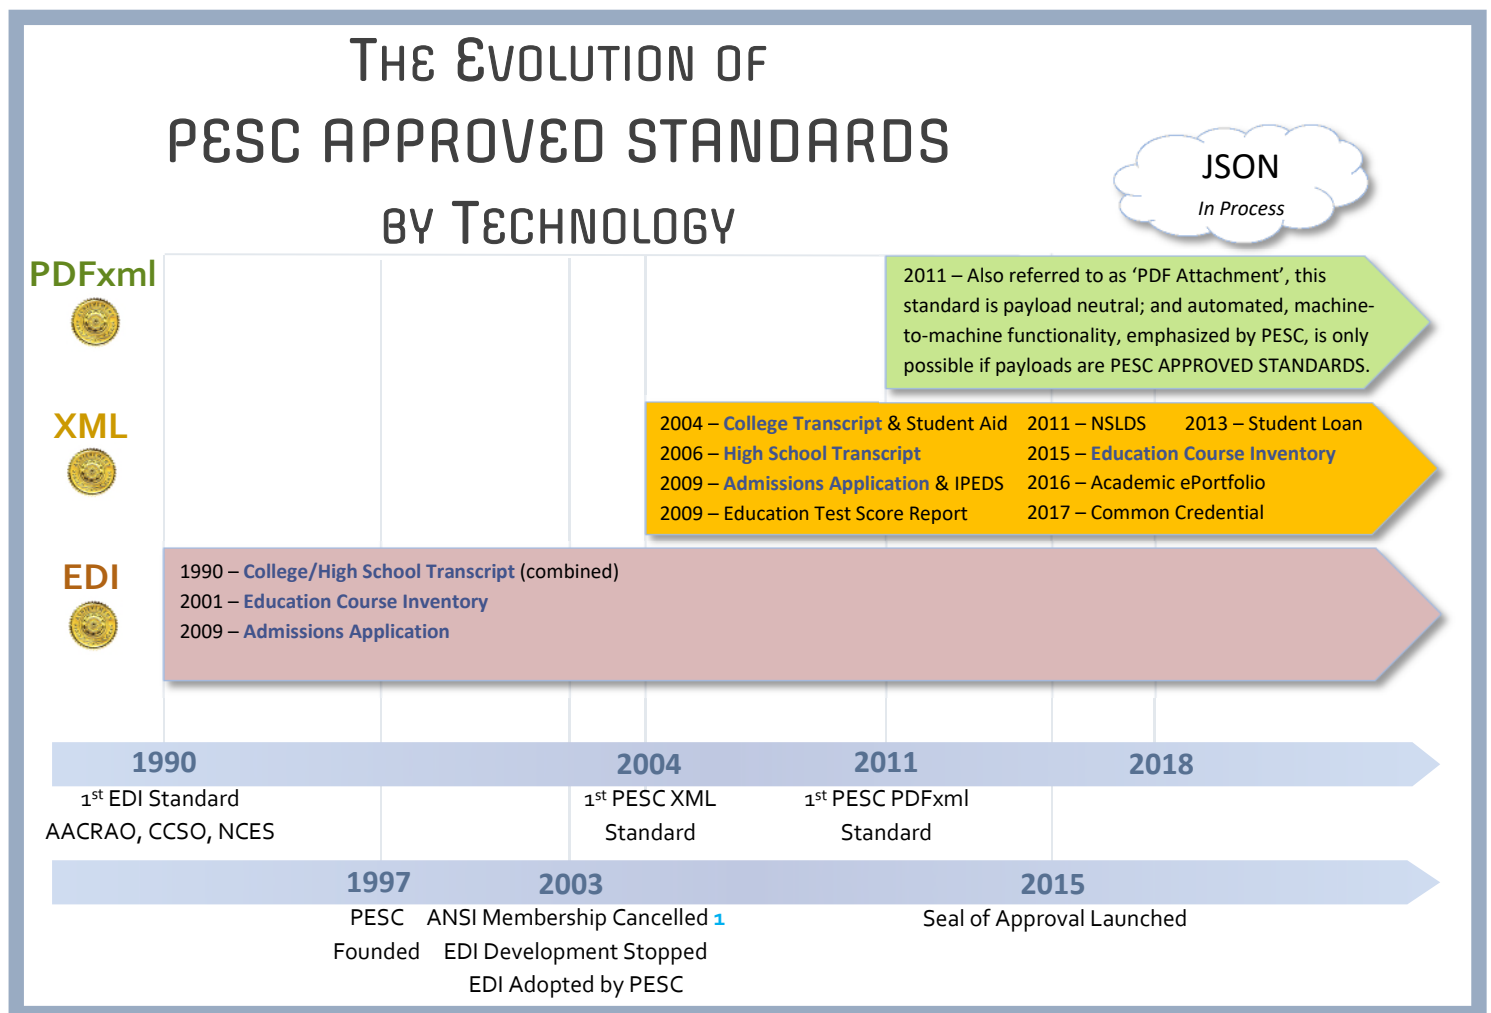 The Evolution of
PESC APPROVED STANDARDS
by Technology
JSON
In Process
PDFxml
2011 – Also referred to as ‘PDF Attachment’, this
standard is payload neutral; and automated, machine-
to-machine functionality, emphasized by PESC, is only
possible if payloads are PESC APPROVED STANDARDS.
XML
2004 – College Transcript & Student Aid
2006 – High School Transcript
2009 – Admissions Application & IPEDS
2009 – Education Test Score Report
2011 – NSLDS 2013 – Student Loan
2015 – Education Course Inventory
2016 – Academic ePortfolio
2017 – Common Credential
EDI
1990 – College/High School Transcript (combined)
2001 – Education Course Inventory
2009 – Admissions Application
1990
1st EDI Standard
AACRAO, CCSO, NCES
2004
1st PESC XML
Standard
2011
1st PESC PDFxml
Standard
2018
1997
PESC
Founded
2003
ANSI Membership Cancelled 1
EDI Development Stopped
EDI Adopted by PESC
2015
Seal of Approval Launched